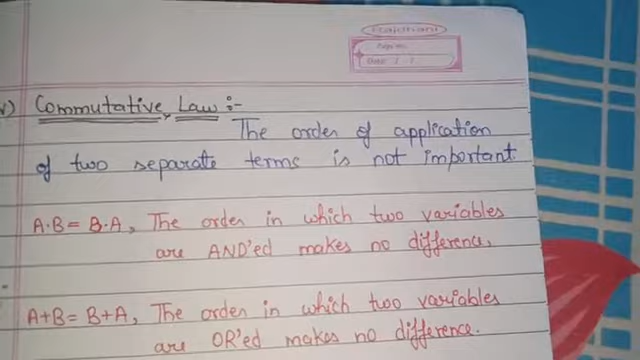 Page No.
Date: / /
v) Commutative Law :-
The order of application
of two separate terms is not important
A.B = B.A, The order in which two variables
are AND'ed makes no difference.
A+B = B+A, The order in which two variables
are OR'ed makes no difference.